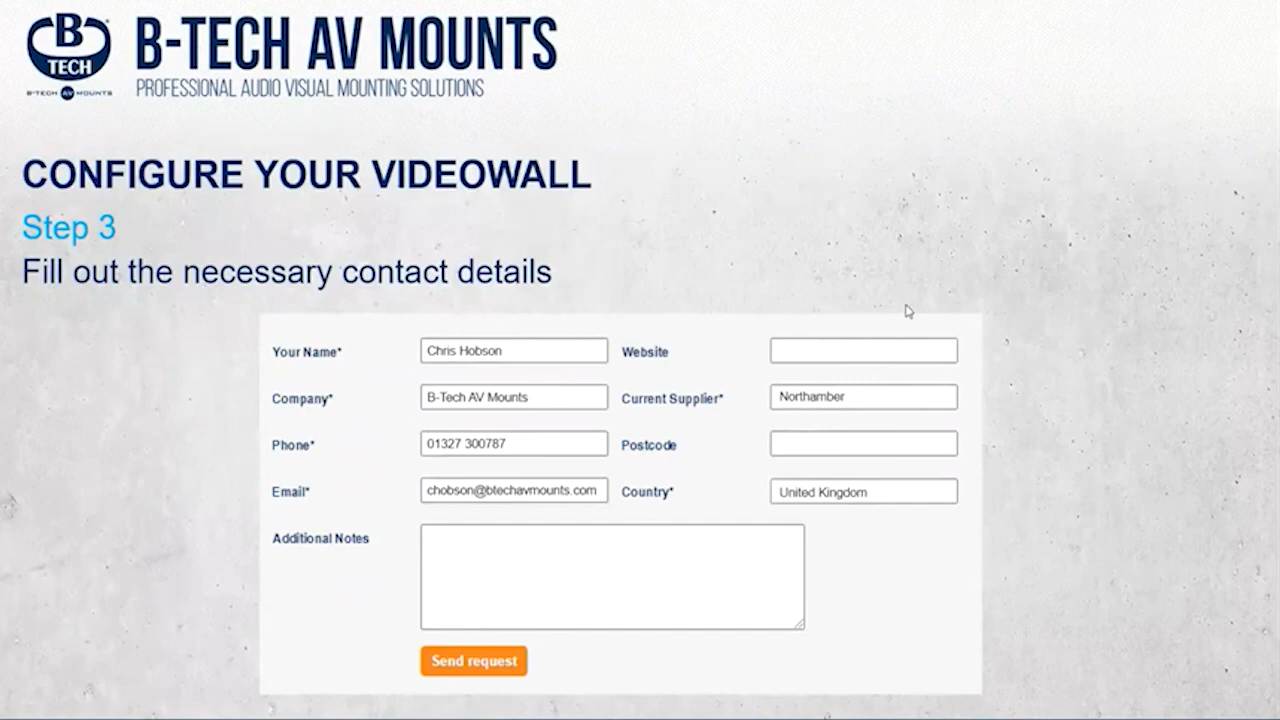 B
TECH
B-TECH AV MOUNTS
B-TECH AV MOUNTS
PROFESSIONAL AUDIO VISUAL MOUNTING SOLUTIONS
CONFIGURE YOUR VIDEOWALL
Step 3
Fill out the necessary contact details
Your Name* Chris Hobson Website
Company* B-Tech AV Mounts Current Supplier* Northamber
Phone* 01327 300787 Postcode
Email* chobson@btechavmounts.com Country* United Kingdom
Additional Notes
Send request